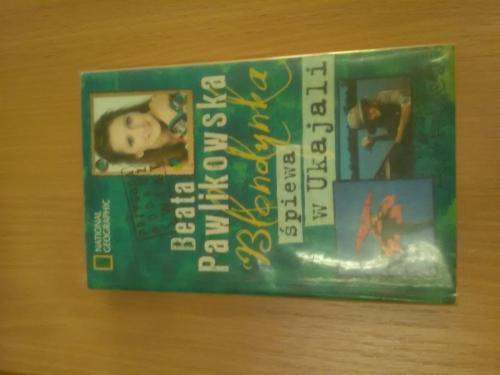 NATIONAL
GEOGRAPHIC
Beata
Pawlikowska
Blondynka
śpiewa
w Ukajali